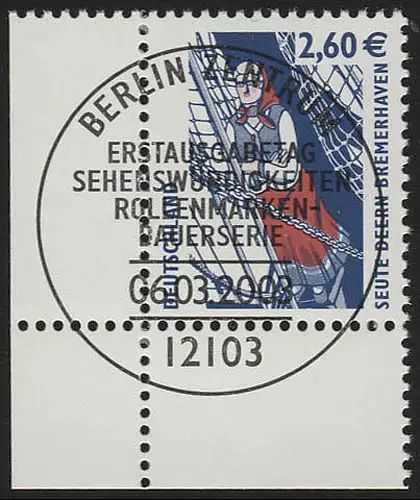 2,60 €
BERLIN ZENTRUM
ERSTAUSGABETAG
SEHENSWÜRDIGKEITEN
ROLLENMARKEN-
DAUERSERIE
06.03.2003
12103
DEUTSCHLAND
SEUTE DEERN BREMERHAVEN